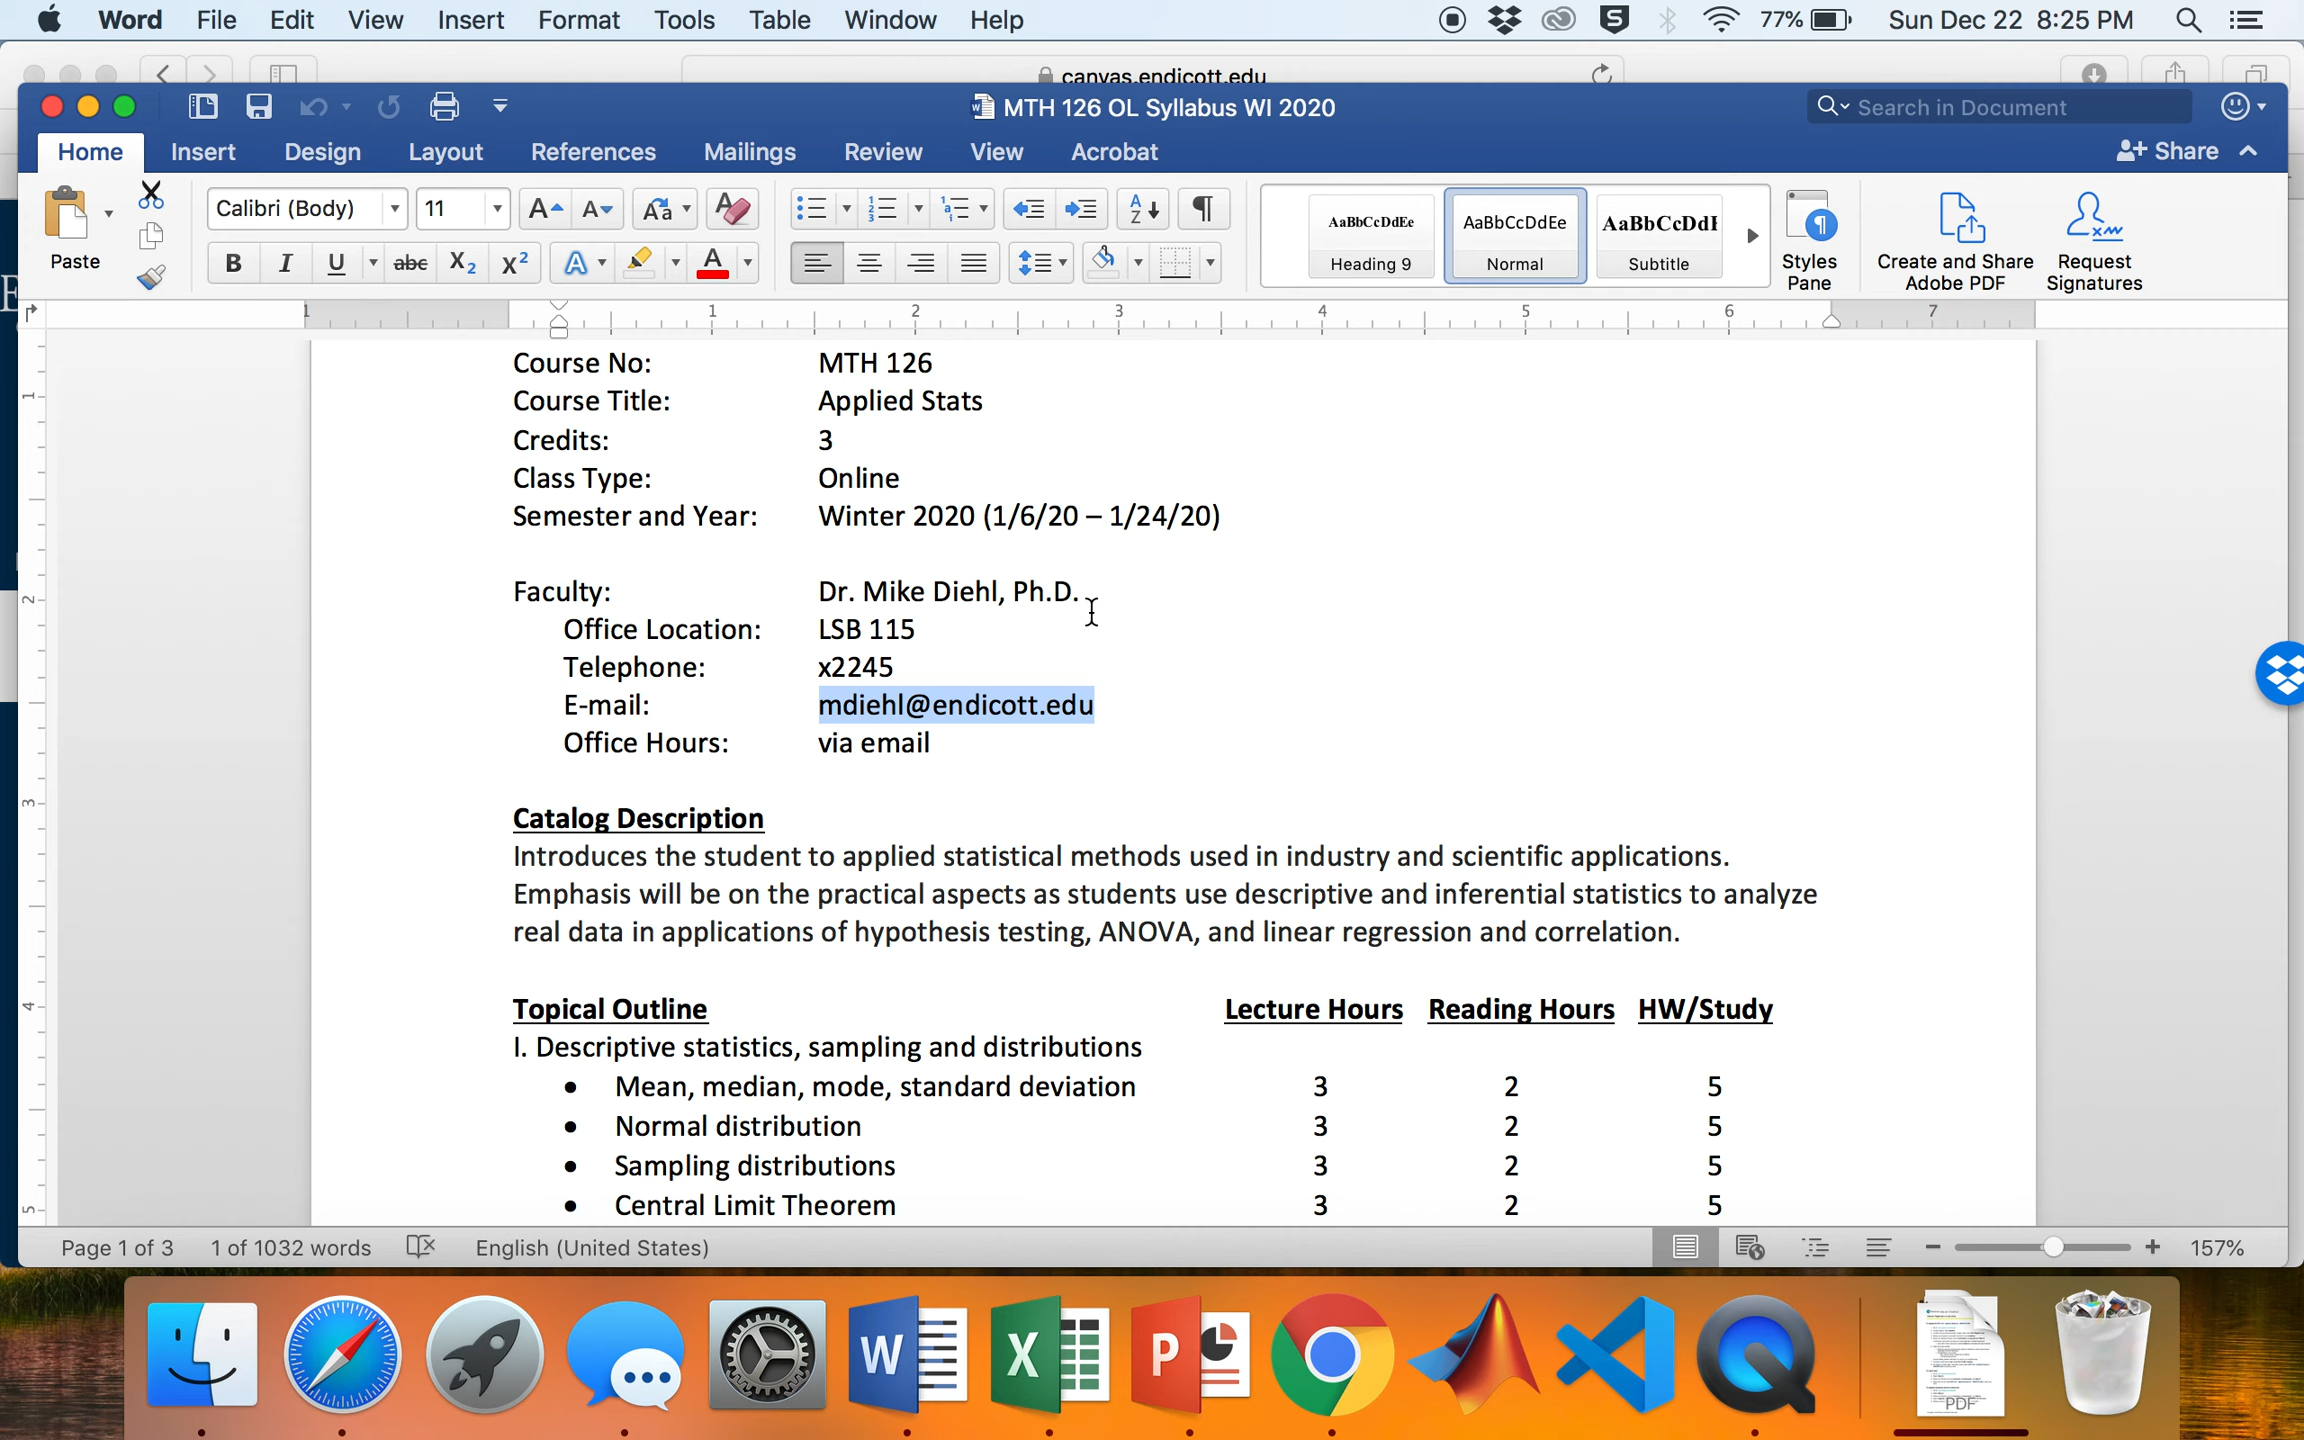 Word File Edit View Insert Format Tools Table Window Help 77% Sun Dec 22 8:25 PM
canvas.endicott.edu
MTH 126 OL Syllabus WI 2020 Search in Document
Home Insert Design Layout References Mailings Review View Acrobat Share
Paste Calibri (Body) 11
AaBbCcDdEe AaBbCcDdEe AaBbCcDdI
Heading 9 Normal Subtitle
Styles Pane
Create and Share Adobe PDF
Request Signatures
1 1 2 3 4 5 6 7
Course No: MTH 126
Course Title: Applied Stats
Credits: 3
Class Type: Online
Semester and Year: Winter 2020 (1/6/20 – 1/24/20)
Faculty: Dr. Mike Diehl, Ph.D.
Office Location: LSB 115
Telephone: x2245
E-mail: mdiehl@endicott.edu
Office Hours: via email
Catalog Description
Introduces the student to applied statistical methods used in industry and scientific applications.
Emphasis will be on the practical aspects as students use descriptive and inferential statistics to analyze
real data in applications of hypothesis testing, ANOVA, and linear regression and correlation.
Topical Outline Lecture Hours Reading Hours HW/Study
I. Descriptive statistics, sampling and distributions
• Mean, median, mode, standard deviation 3 2 5
• Normal distribution 3 2 5
• Sampling distributions 3 2 5
• Central Limit Theorem 3 2 5
Page 1 of 3 1 of 1032 words English (United States) 157%
PDF